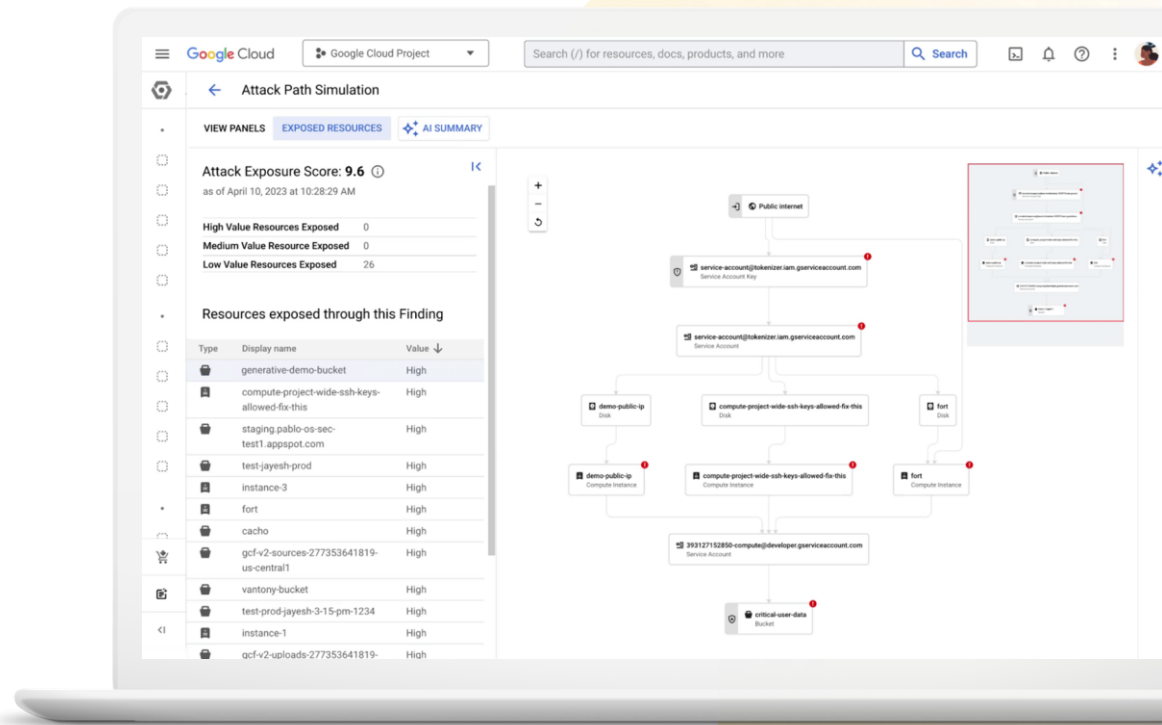 Google Cloud
Google Cloud Project
Search (/) for resources, docs, products, and more
Search
Attack Path Simulation
VIEW PANELS
EXPOSED RESOURCES
AI SUMMARY
Attack Exposure Score: 9.6
as of April 10, 2023 at 10:28:29 AM
High Value Resources Exposed 0
Medium Value Resource Exposed 0
Low Value Resources Exposed 26
Resources exposed through this Finding
Type Display name Value
generative-demo-bucket High
compute-project-wide-ssh-keys- High
allowed-fix-this
staging.pablo-os-sec- High
test1.appspot.com
test-jayesh-prod High
instance-3 High
fort High
cacho High
gcf-v2-sources-277353641819- High
us-central1
vantony-bucket High
test-prod-jayesh-3-15-pm-1234 High
instance-1 High
gcf-v2-uploads-277353641819- High
Public internet
service-account@tokenizer.iam.gserviceaccount.com
Service Account Key
service-account@tokenizer.iam.gserviceaccount.com
Service Account
demo-public-ip
Disk
compute-project-wide-ssh-keys-allowed-fix-this
Disk
fort
Disk
demo-public-ip
Compute Instance
compute-project-wide-ssh-keys-allowed-fix-this
Compute Instance
fort
Compute Instance
393127152850-compute@developer.gserviceaccount.com
Service Account
critical-user-data
Bucket